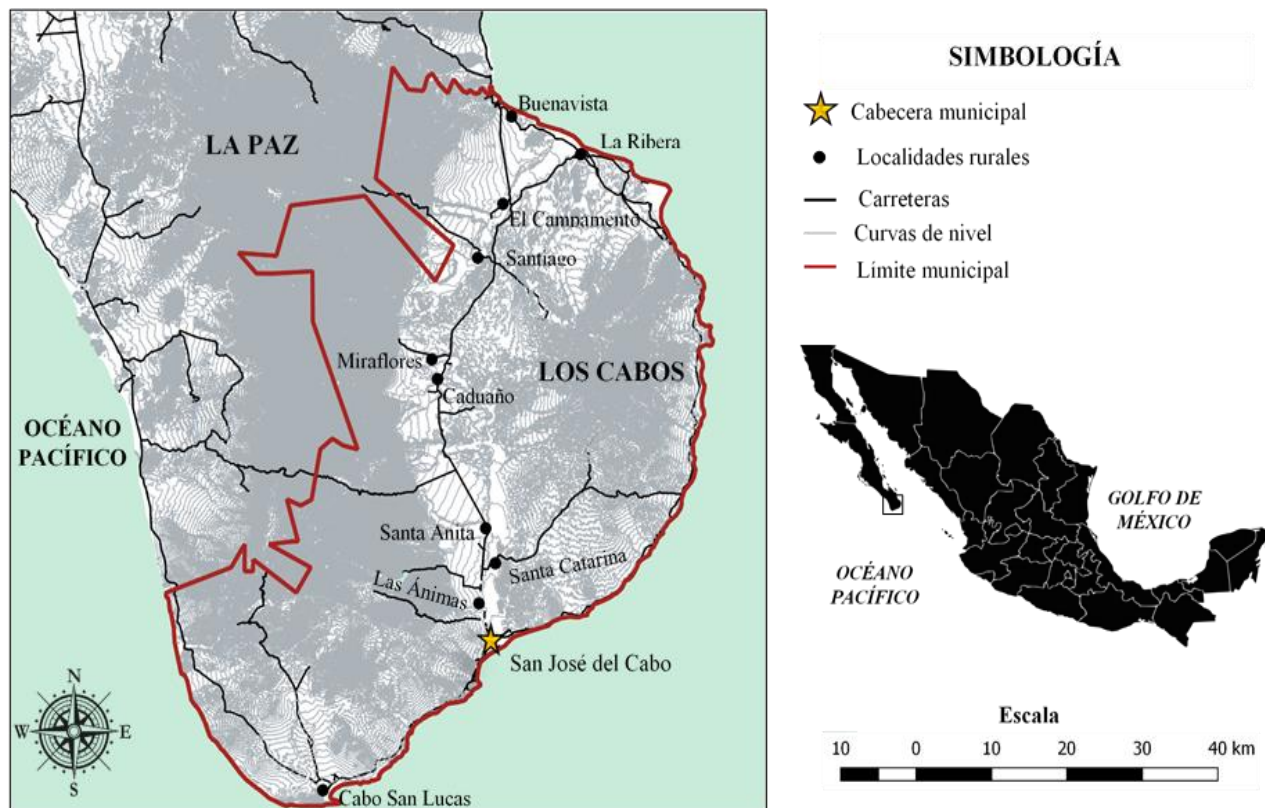 Buenavista
LA PAZ
La Ribera
El Campamento
Santiago
Miraflores
LOS CABOS
Caduaño
OCÉANO
PACÍFICO
Santa Anita
Santa Catarina
Las Ánimas
San José del Cabo
N
W
E
S
Cabo San Lucas
SIMBOLOGÍA
Cabecera municipal
Localidades rurales
Carreteras
Curvas de nivel
Límite municipal
GOLFO DE
MÉXICO
OCÉANO
PACÍFICO
Escala
10 0 10 20 30 40 km